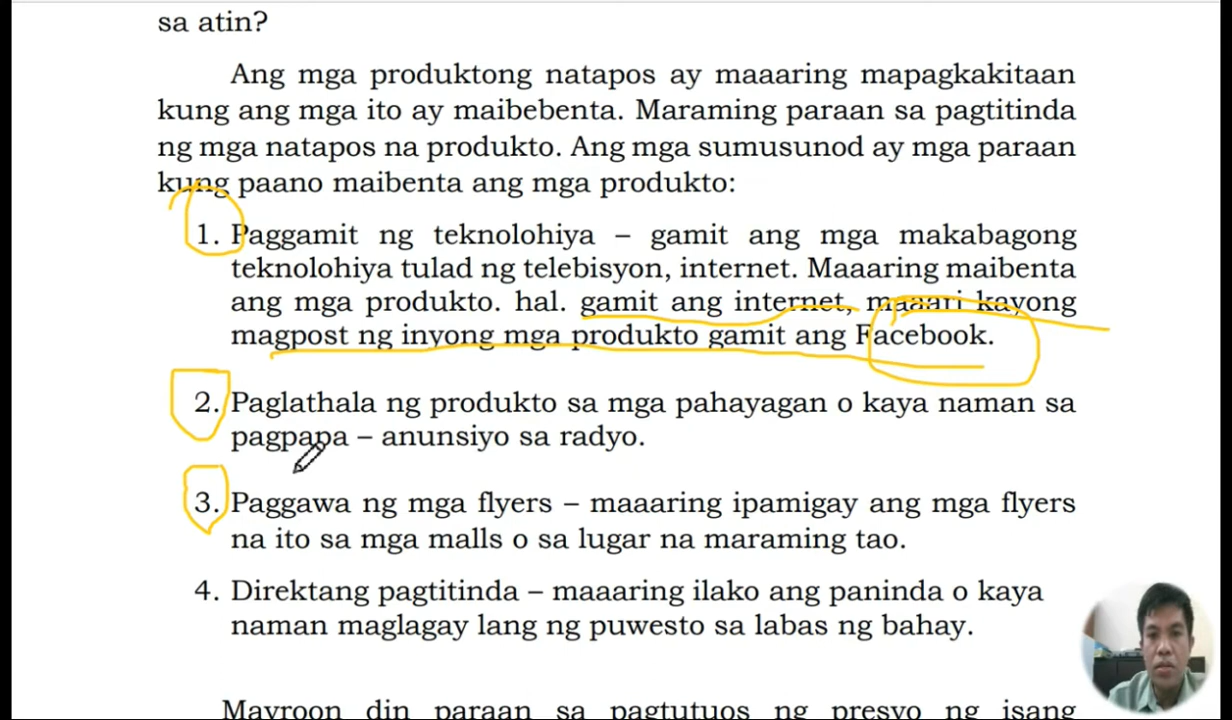 sa atin?
Ang mga produktong natapos ay maaaring mapagkakitaan
kung ang mga ito ay maibebenta. Maraming paraan sa pagtitinda
ng mga natapos na produkto. Ang mga sumusunod ay mga paraan
kung paano maibenta ang mga produkto:
1. Paggamit ng teknolohiya – gamit ang mga makabagong
teknolohiya tulad ng telebisyon, internet. Maaaring maibenta
ang mga produkto. hal. gamit ang internet, maaari kayong
magpost ng inyong mga produkto gamit ang Facebook.
2. Paglathala ng produkto sa mga pahayagan o kaya naman sa
pagpapa – anunsiyo sa radyo.
3. Paggawa ng mga flyers – maaaring ipamigay ang mga flyers
na ito sa mga malls o sa lugar na maraming tao.
4. Direktang pagtitinda – maaaring ilako ang paninda o kaya
naman maglagay lang ng puwesto sa labas ng bahay.
Mayroon din paraan sa pagtutuos ng presyo ng isang